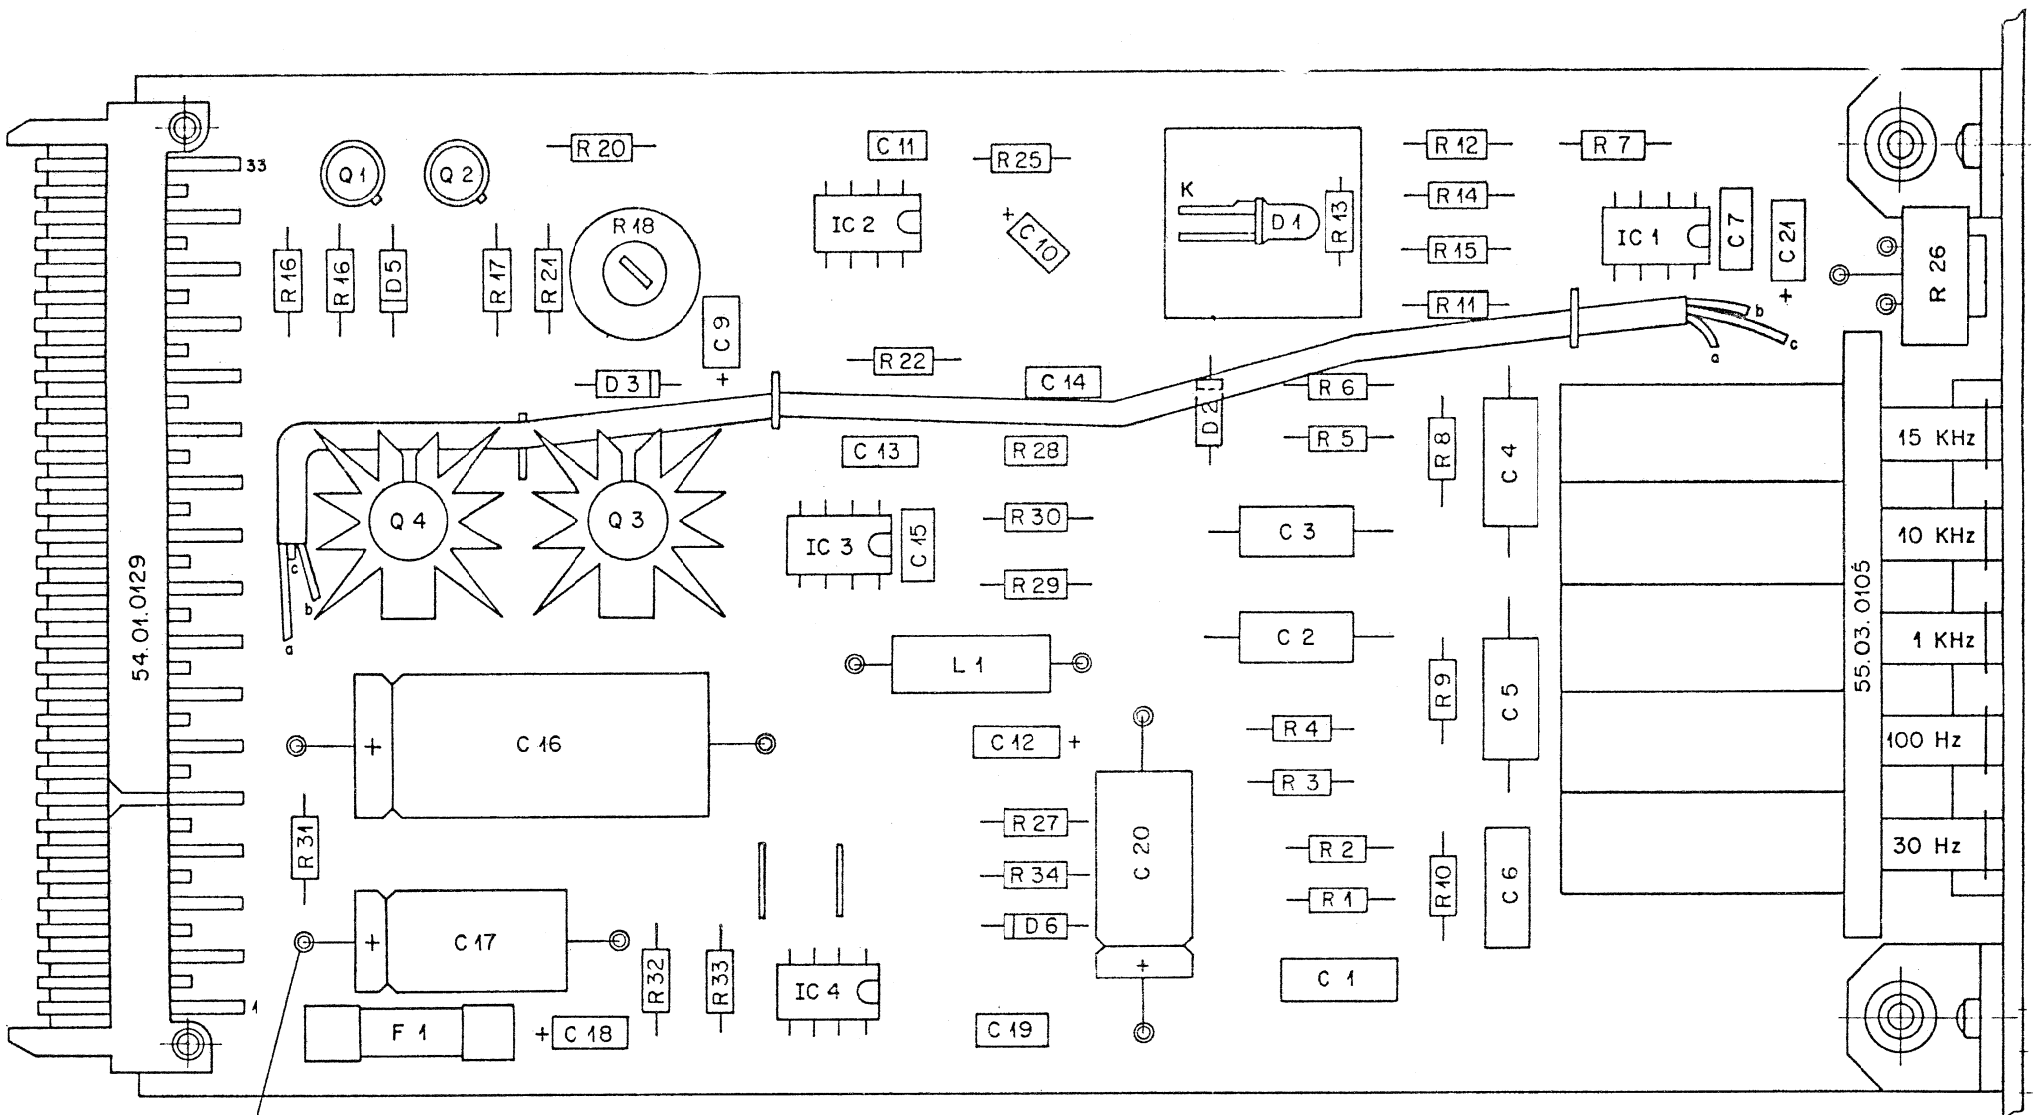 33
Q 1
Q 2
R 20
C 11
R 25
K
D 1
R 13
R 12
R 14
R 15
R 11
R 7
IC 1
C 7
C 21
+
R 26
R 16
R 16
D 5
R 17
R 21
R 18
C 9
+
IC 2
+
C 10
R 22
D 3
C 14
D 2
R 6
R 5
b
c
a
C 13
R 28
R 8
C 4
15 KHz
Q 4
Q 3
IC 3
C 15
R 30
R 29
C 3
10 KHz
54.01.0129
c
b
a
L 1
C 2
R 9
C 5
1 KHz
55.03.0105
+
C 16
C 12 +
R 4
R 3
100 Hz
R 31
R 27
R 34
D 6
C 20
+
R 2
R 1
R10
C 6
30 Hz
+
C 17
R 32
R 33
IC 4
C 1
1
F 1
+
C 18
C 19